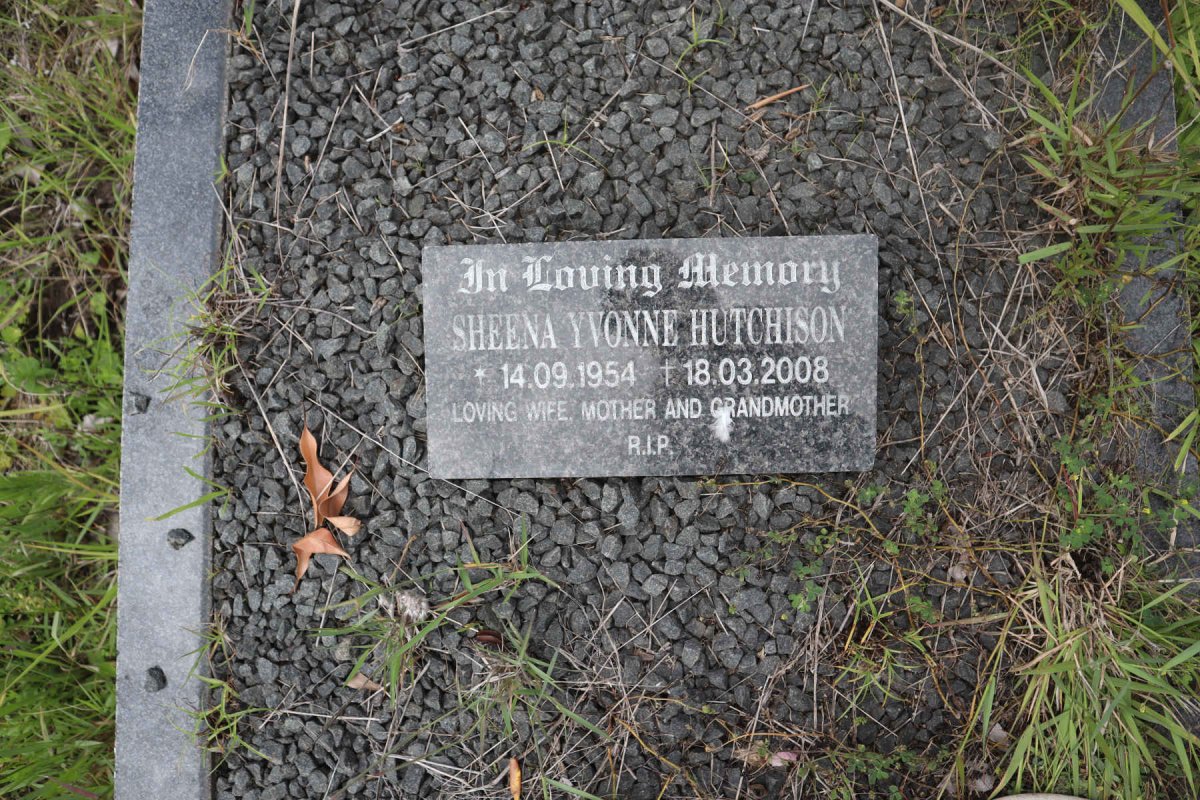 In Loving Memory
SHEENA YVONNE HUTCHISON
* 14.09.1954 †18.03.2008
LOVING WIFE, MOTHER AND GRANDMOTHER
R.I.P.